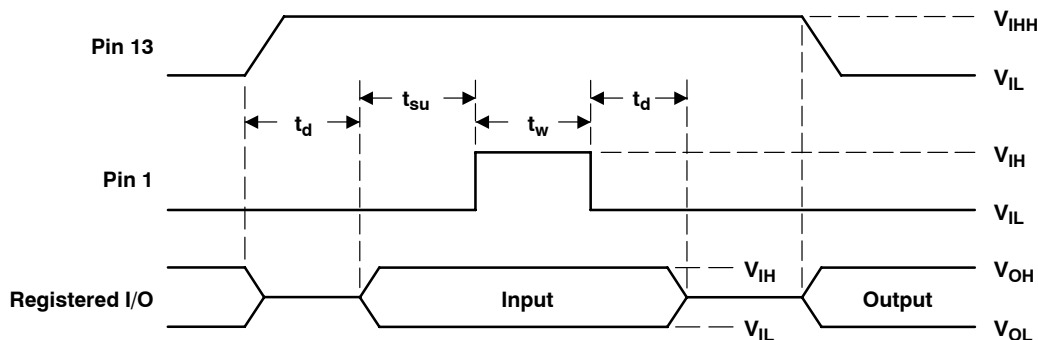 V_IHH
Pin 13
V_IL
t_su
t_d
t_d
t_w
V_IH
Pin 1
V_IL
V_IH
V_OH
Registered I/O
Input
Output
V_IL
V_OL